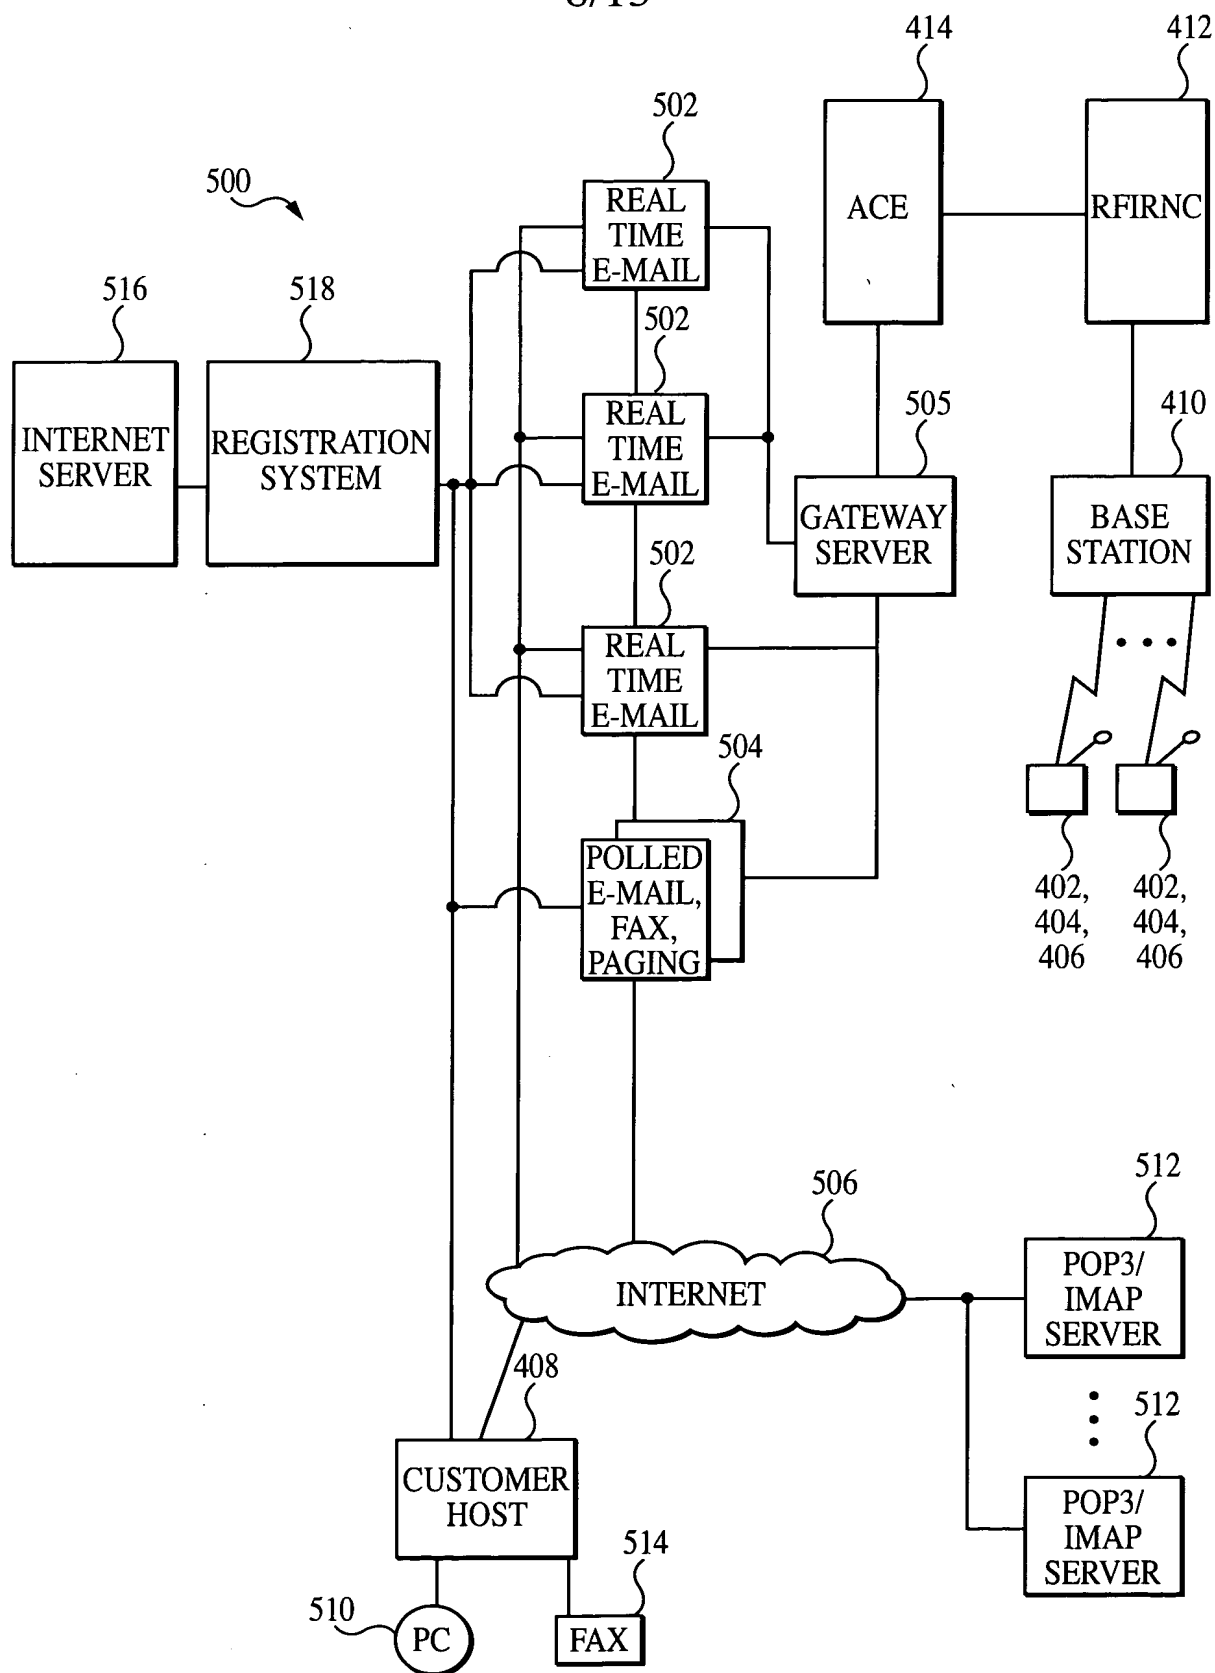 8/15
414
412
502
500
REAL
TIME
E-MAIL
ACE
RFIRNC
516
518
502
INTERNET
SERVER
REGISTRATION
SYSTEM
REAL
TIME
E-MAIL
505
410
GATEWAY
SERVER
BASE
STATION
502
REAL
TIME
E-MAIL
504
POLLED
E-MAIL,
FAX,
PAGING
402,
404,
406
402,
404,
406
506
512
INTERNET
POP3/
IMAP
SERVER
408
512
CUSTOMER
HOST
POP3/
IMAP
SERVER
514
510
PC
FAX